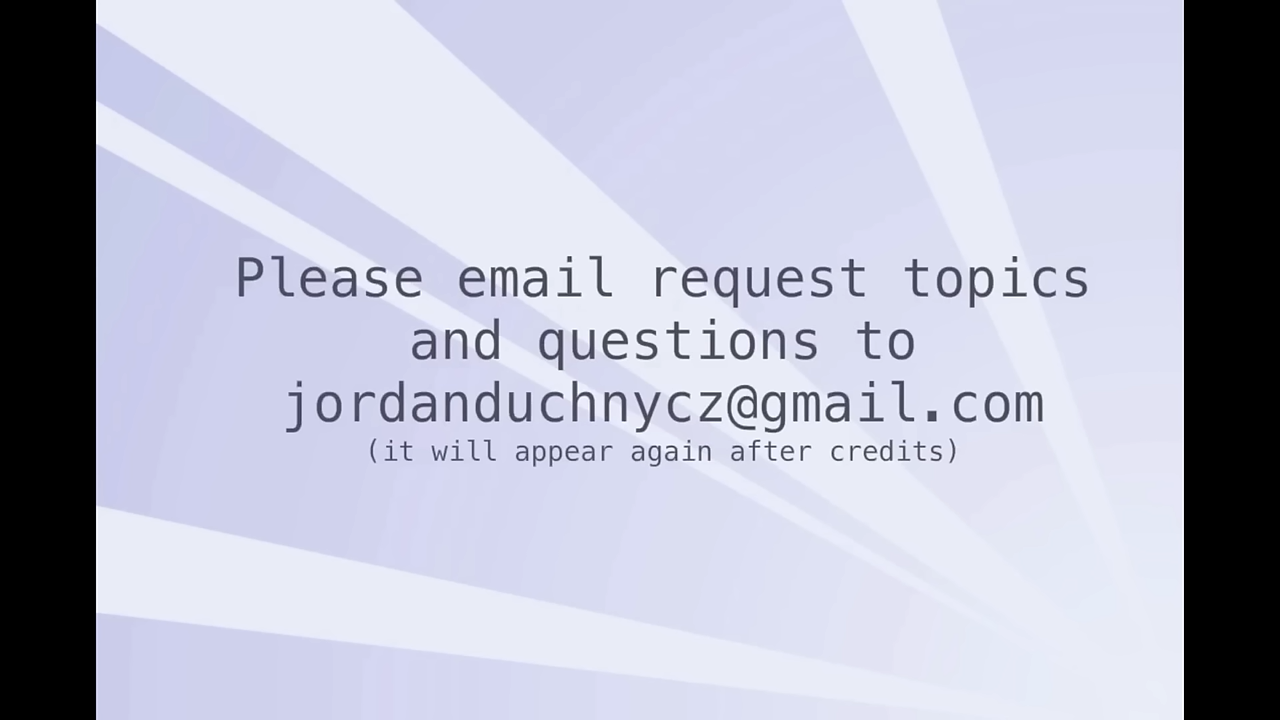 Please email request topics
and questions to
jordanduchnycz@gmail.com
(it will appear again after credits)